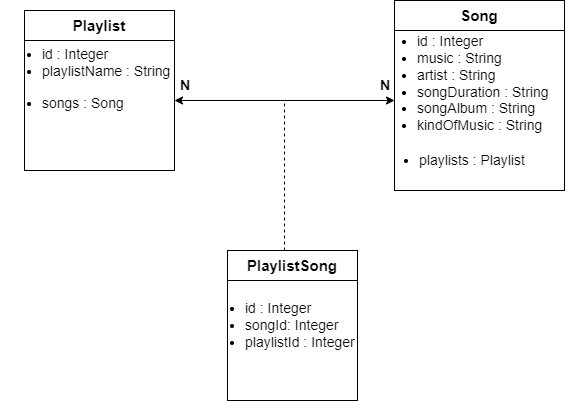 Playlist
• id : Integer
• playlistName : String
• songs : Song
N
N
Song
• id : Integer
• music : String
• artist : String
• songDuration : String
• songAlbum : String
• kindOfMusic : String
• playlists : Playlist
PlaylistSong
• id : Integer
• songId: Integer
• playlistId : Integer